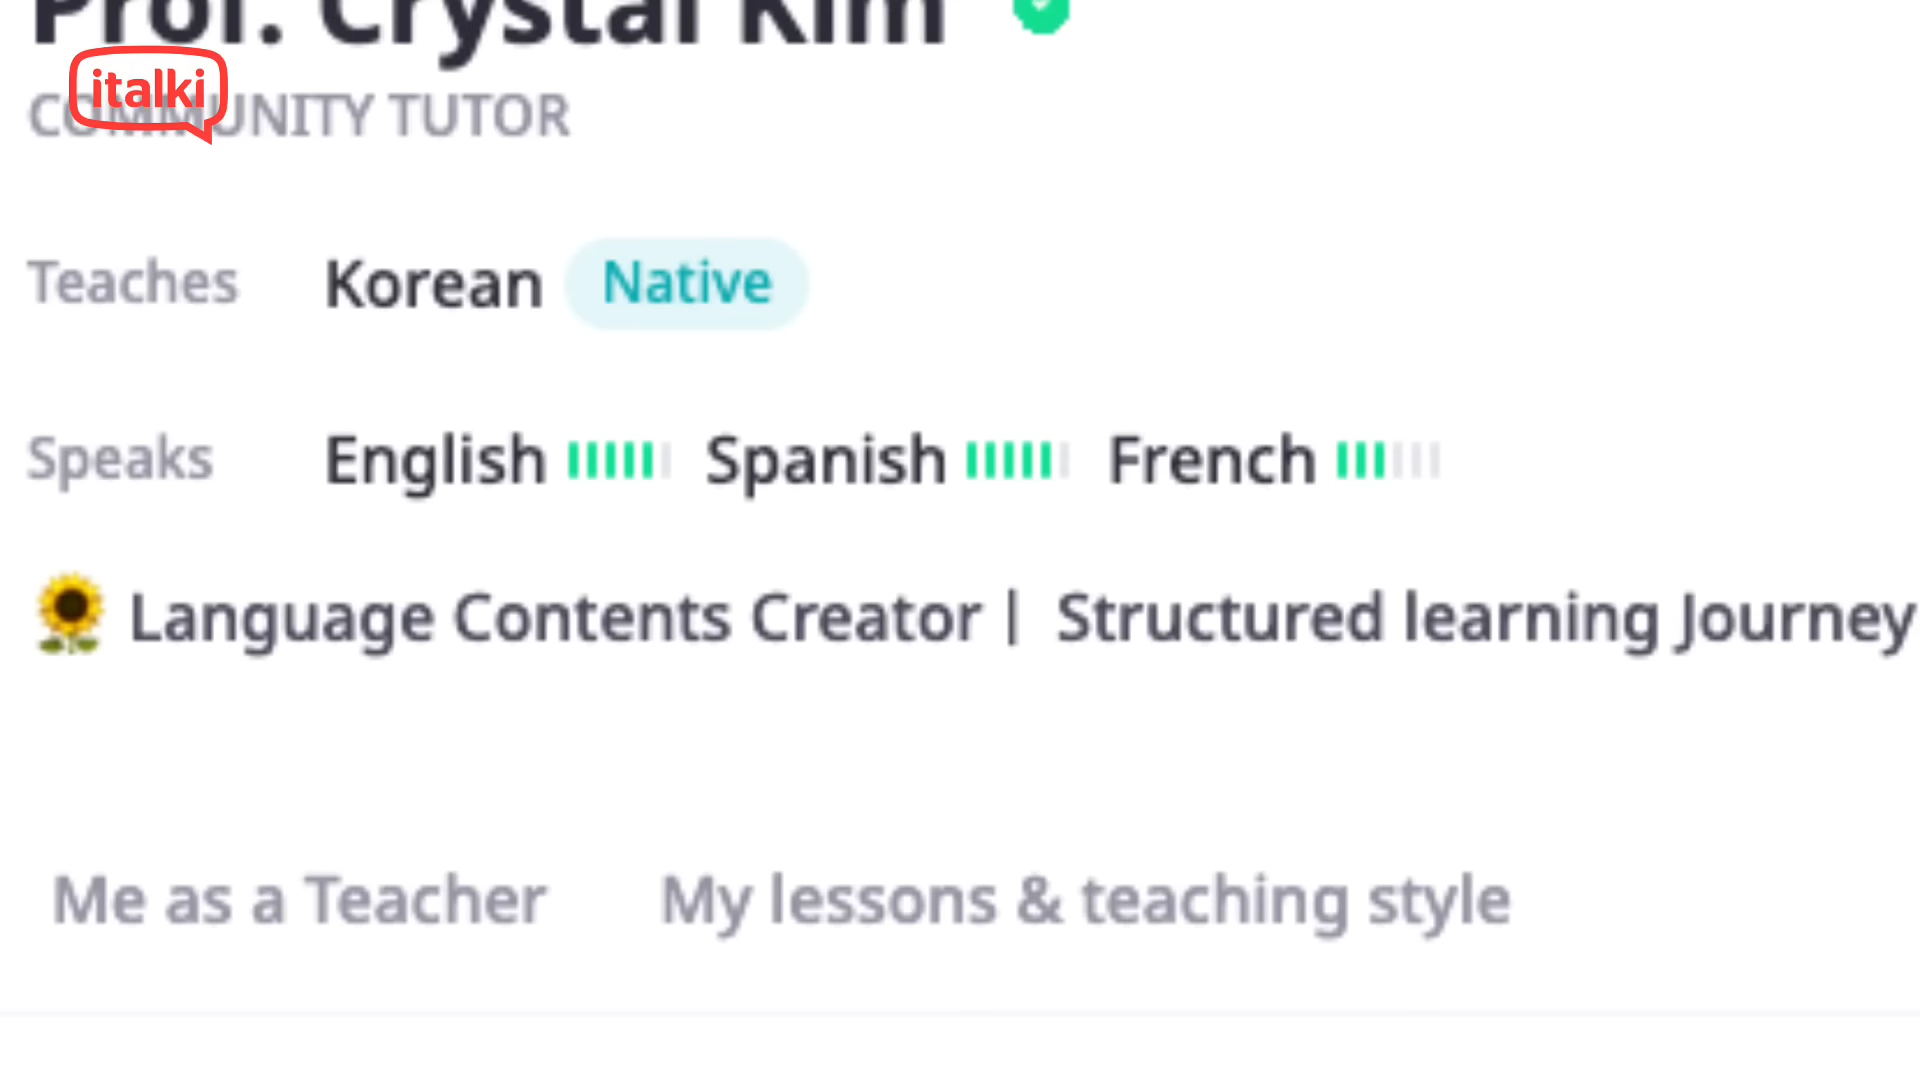 Prof. Crystal Kim
italki
COMMUNITY TUTOR
Teaches Korean Native
Speaks English Spanish French
🌻 Language Contents Creator | Structured learning Journey
Me as a Teacher My lessons & teaching style